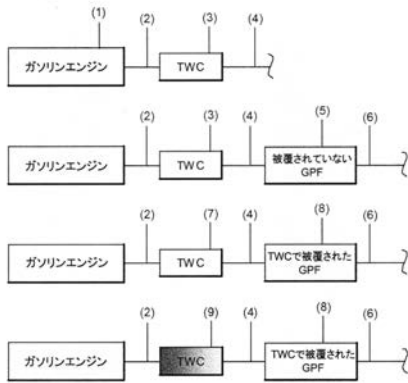 (1) (2) (3) (4)
ガソリンエンジン TWC
(2) (3) (4) (5) (6)
ガソリンエンジン TWC 被覆されていない
GPF
(2) (7) (4) (8) (6)
ガソリンエンジン TWC TWCで被覆された
GPF
(2) (9) (4) (8) (6)
ガソリンエンジン TWC TWCで被覆された
GPF